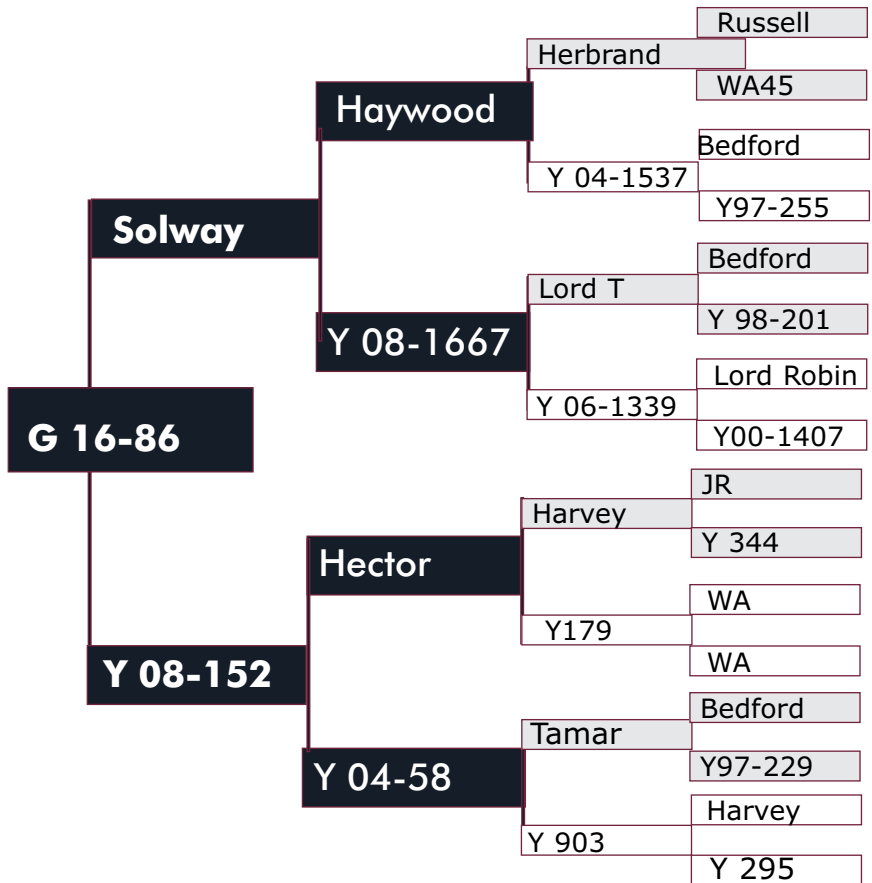 Russell
Herbrand
WA45
Haywood
Bedford
Y 04-1537
Y97-255
Solway
Bedford
Lord T
Y 98-201
Y 08-1667
Lord Robin
Y 06-1339
Y00-1407
G 16-86
JR
Harvey
Y 344
Hector
WA
Y179
WA
Y 08-152
Bedford
Tamar
Y97-229
Y 04-58
Harvey
Y 903
Y 295